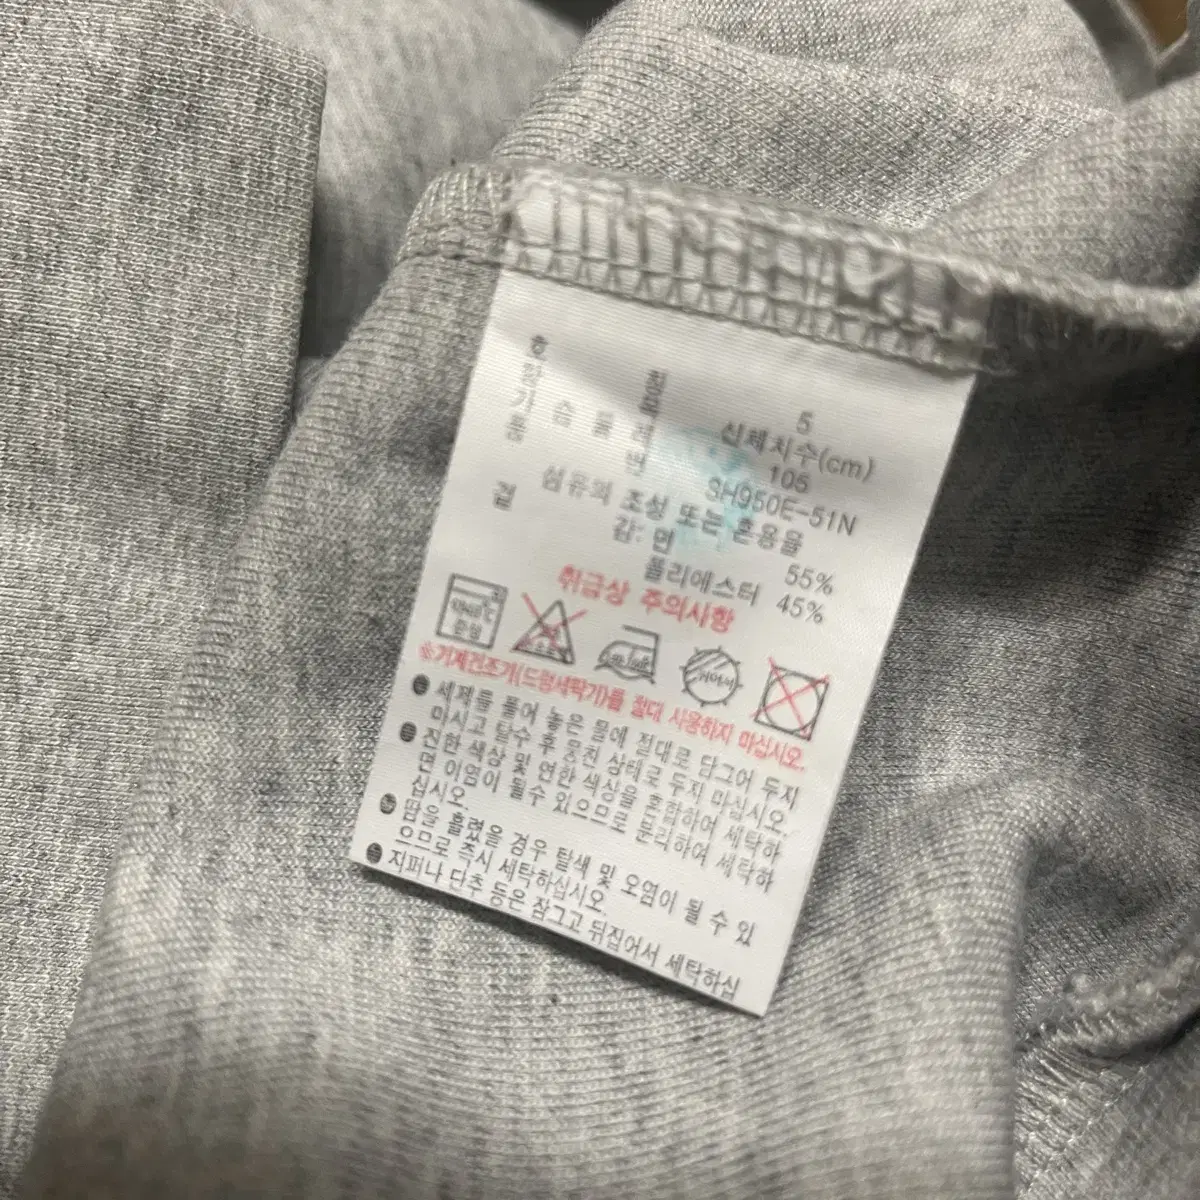 5
신체치수(cm)
105
SH950E-51N
섬유의 조성 또는 혼용율
겉감: 면 55%
폴리에스터 45%
취급상 주의사항
※기계건조기(드럼세탁기)를 절대 사용하지 마십시오.
● 세제를 풀어 놓은 물에 절대로 담그어 두지
마시고 탈수 후 뭉친 상태로 두지 마십시오.
● 진한 색상 및 연한 색상을 혼합하여 세탁하
면 이염이 될수 있으므로 분리하여 세탁하
십시오.
● 땀을 흘렸을 경우 탈색 및 오염이 될 수 있
으므로 즉시 세탁하십시오.
● 지퍼나 단추 등은 잠그고 뒤집어서 세탁하십